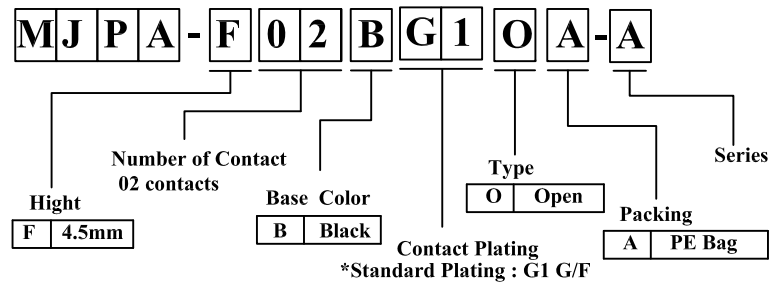 MJPA-F02BG1OA-A
Number of Contact
02 contacts
Hight
F 4.5mm
Base Color
B Black
Contact Plating
*Standard Plating : G1 G/F
Type
O Open
Packing
A PE Bag
Series